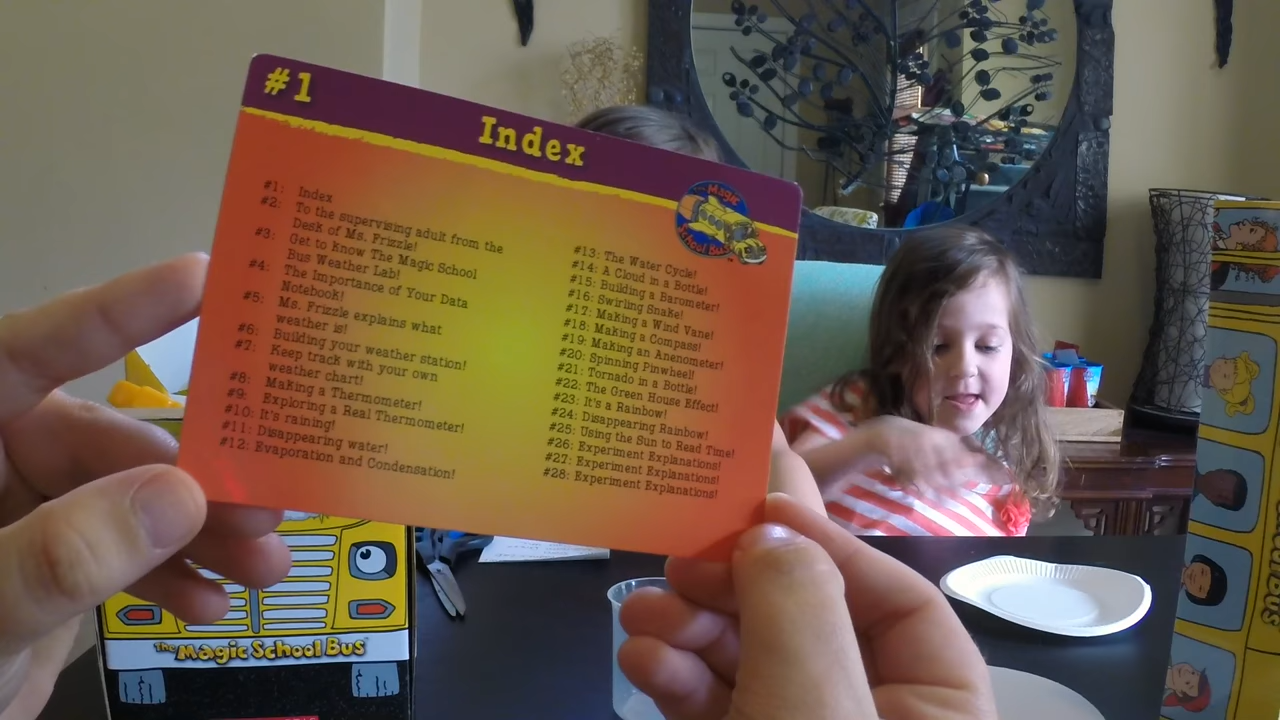 #1
Index
#1: Index
#2: To the supervising adult from the
Desk of Ms. Frizzle!
#3: Get to know The Magic School
Bus Weather Lab!
#4: The Importance of Your Data
Notebook!
#5: Ms. Frizzle explains what
weather is!
#6: Building your weather station!
#7: Keep track with your own
weather chart!
#8: Making a Thermometer!
#9: Exploring a Real Thermometer!
#10: It's raining!
#11: Disappearing water!
#12: Evaporation and Condensation!
The Magic
School Bus
#13: The Water Cycle!
#14: A Cloud in a Bottle!
#15: Building a Barometer!
#16: Swirling Snake!
#17: Making a Wind Vane!
#18: Making a Compass!
#19: Making an Anenometer!
#20: Spinning Pinwheel!
#21: Tornado in a Bottle!
#22: The Green House Effect!
#23: It's a Rainbow!
#24: Disappearing Rainbow!
#25: Using the Sun to Read Time!
#26: Experiment Explanations!
#27: Experiment Explanations!
#28: Experiment Explanations!
The Magic School Bus